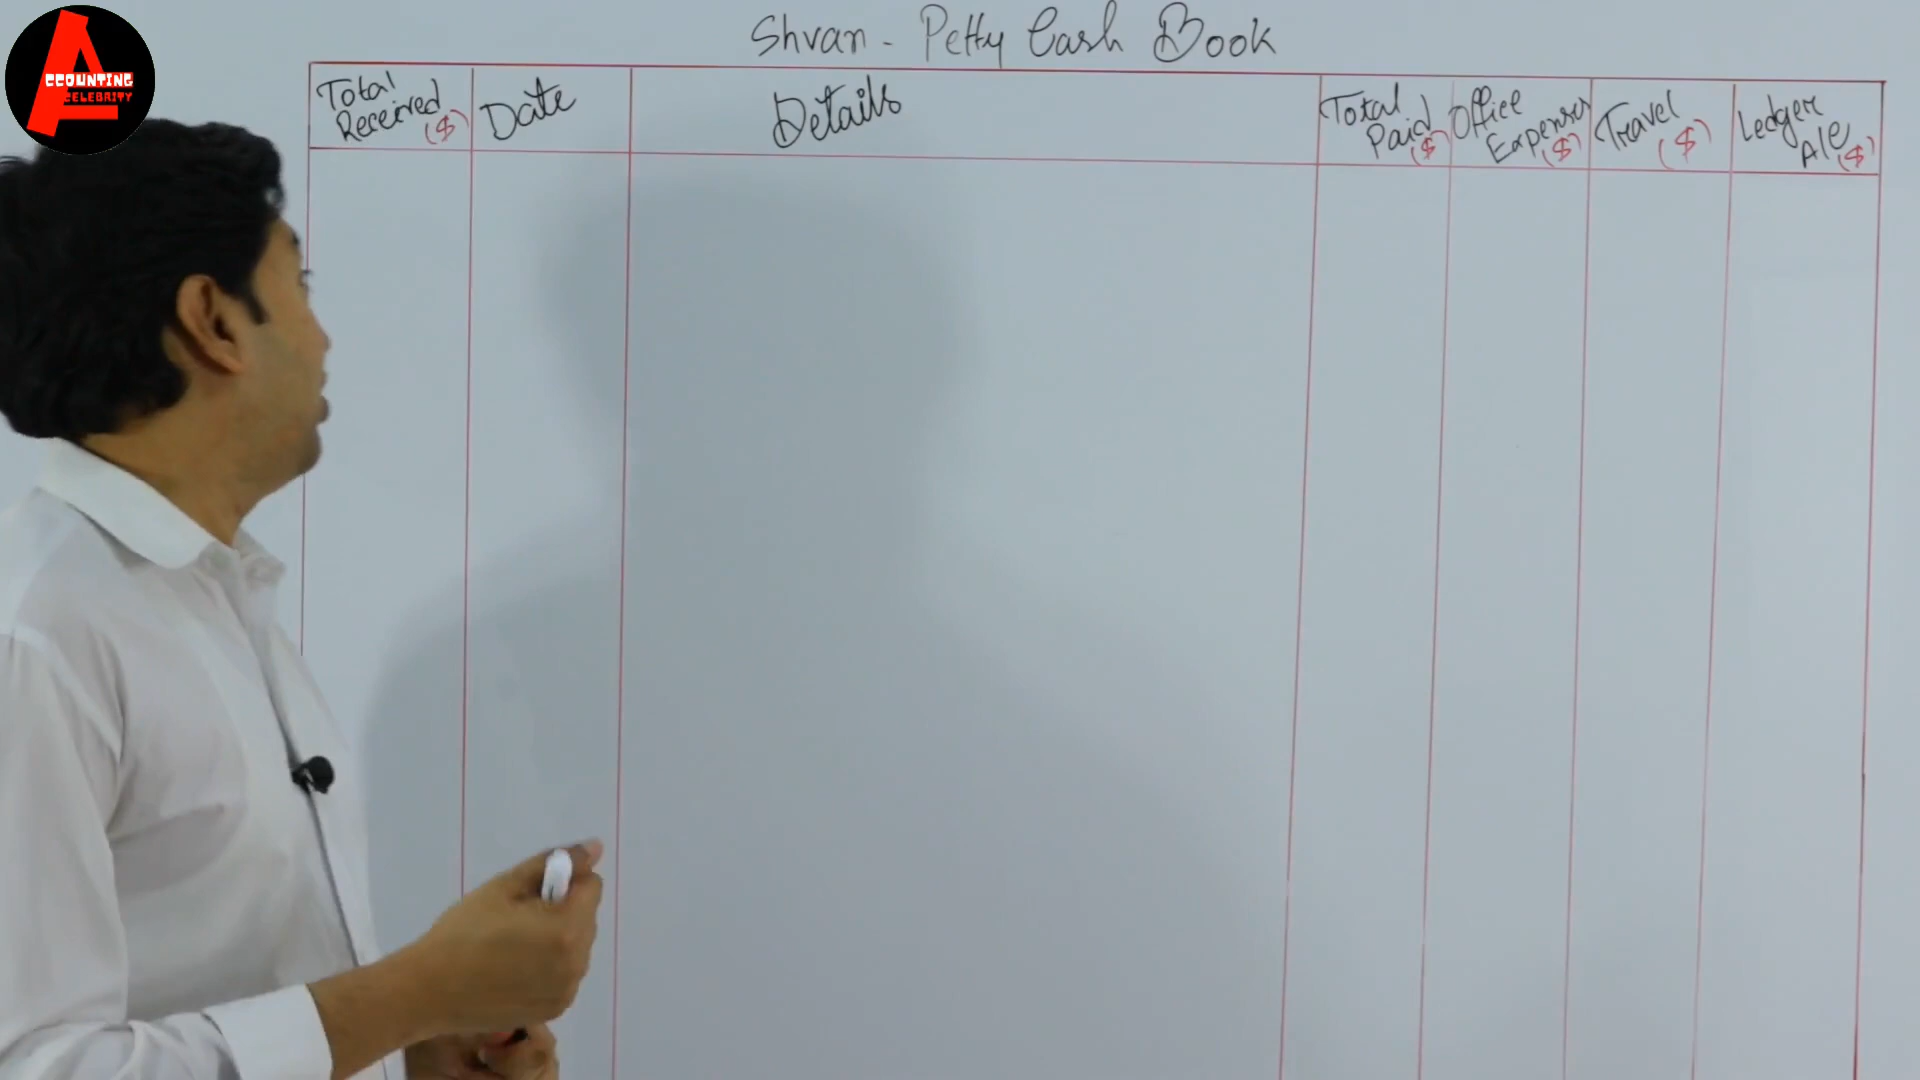 ACCOUNTING
CELEBRITY
Shvan - Petty Cash Book
Total
Received
($)
Date
Details
Total
Paid
($)
Office
Expenses
($)
Travel
($)
Ledger
A/c
($)